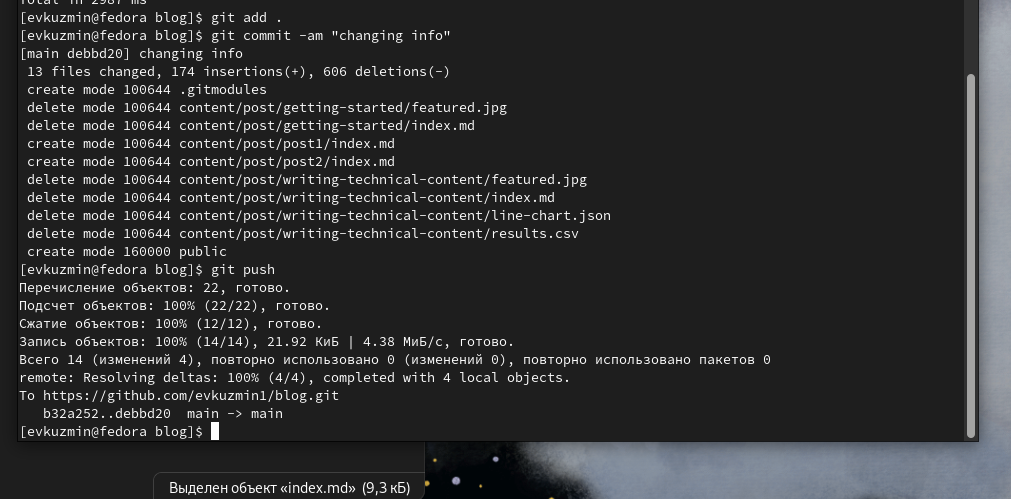 Total in 2987 ms
[evkuzmin@fedora blog]$ git add .
[evkuzmin@fedora blog]$ git commit -am "changing info"
[main debbd20] changing info
 13 files changed, 174 insertions(+), 606 deletions(-)
 create mode 100644 .gitmodules
 delete mode 100644 content/post/getting-started/featured.jpg
 delete mode 100644 content/post/getting-started/index.md
 create mode 100644 content/post/post1/index.md
 create mode 100644 content/post/post2/index.md
 delete mode 100644 content/post/writing-technical-content/featured.jpg
 delete mode 100644 content/post/writing-technical-content/index.md
 delete mode 100644 content/post/writing-technical-content/line-chart.json
 delete mode 100644 content/post/writing-technical-content/results.csv
 create mode 160000 public
[evkuzmin@fedora blog]$ git push
Перечисление объектов: 22, готово.
Подсчет объектов: 100% (22/22), готово.
Сжатие объектов: 100% (12/12), готово.
Запись объектов: 100% (14/14), 21.92 КиБ | 4.38 МиБ/с, готово.
Всего 14 (изменений 4), повторно использовано 0 (изменений 0), повторно использовано пакетов 0
remote: Resolving deltas: 100% (4/4), completed with 4 local objects.
To https://github.com/evkuzmin1/blog.git
   b32a252..debbd20  main -> main
[evkuzmin@fedora blog]$
Выделен объект «index.md» (9,3 кБ)